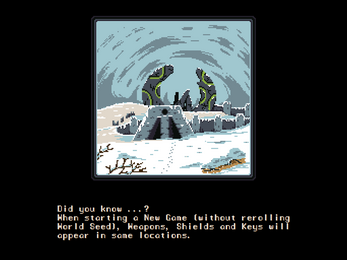 Did you know ...?
When starting a New Game (without rerolling
World Seed), Weapons, Shields and Keys will
appear in same locations.